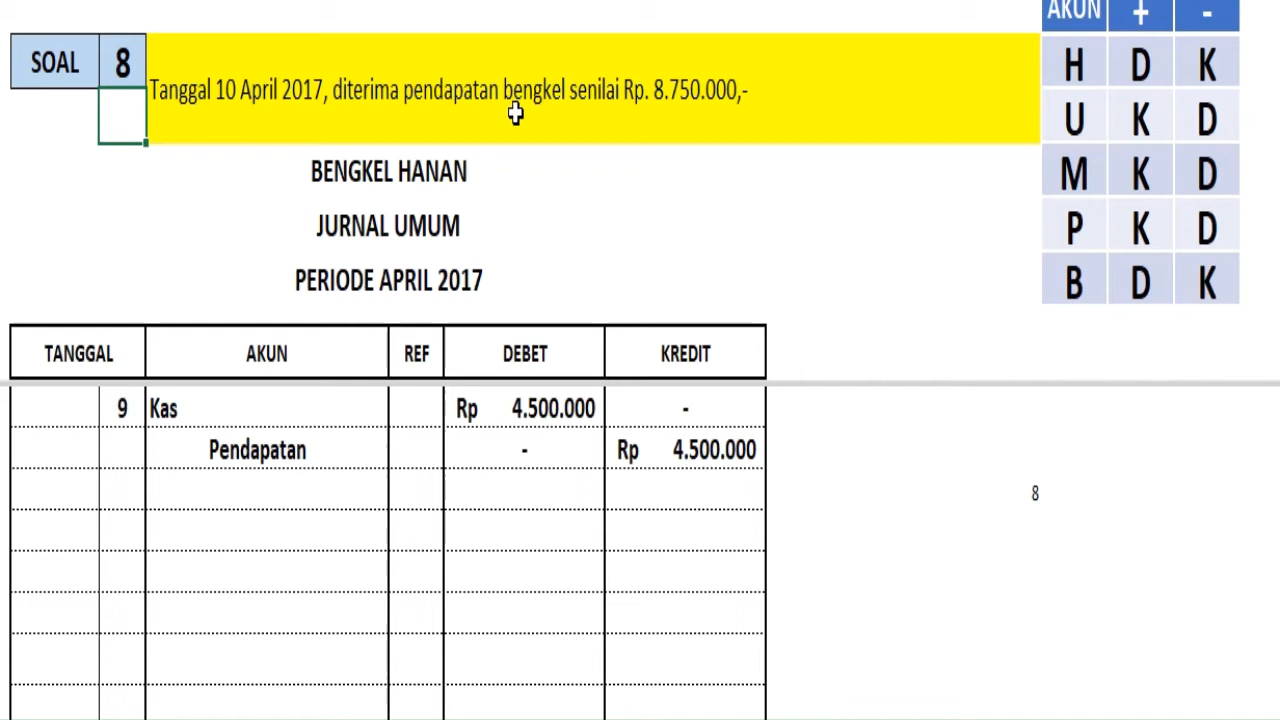 AKUN + -
SOAL 8
Tanggal 10 April 2017, diterima pendapatan bengkel senilai Rp. 8.750.000,-
H D K
U K D
M K D
P K D
B D K
BENGKEL HANAN
JURNAL UMUM
PERIODE APRIL 2017
TANGGAL AKUN REF DEBET KREDIT
9 Kas Rp 4.500.000 -
Pendapatan - Rp 4.500.000
8